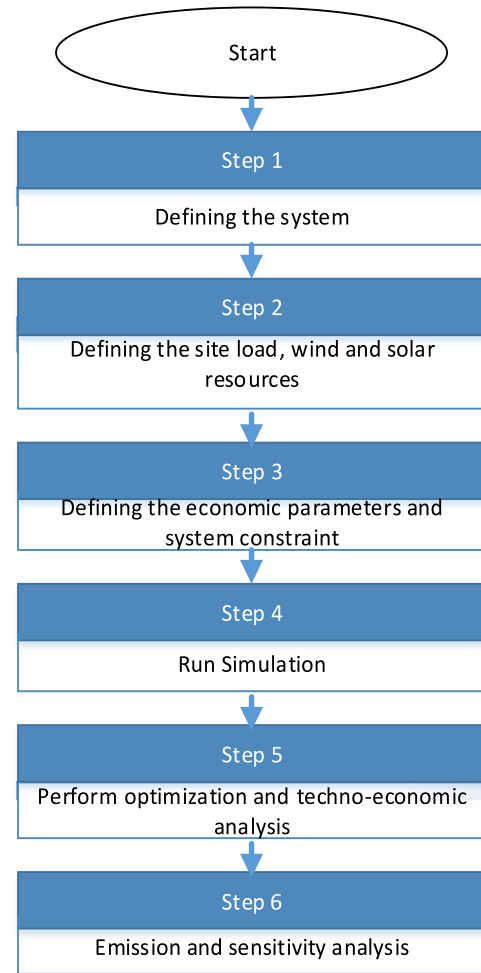 Start
Step 1
Defining the system
Step 2
Defining the site load, wind and solar
resources
Step 3
Defining the economic parameters and
system constraint
Step 4
Run Simulation
Step 5
Perform optimization and techno-economic
analysis
Step 6
Emission and sensitivity analysis